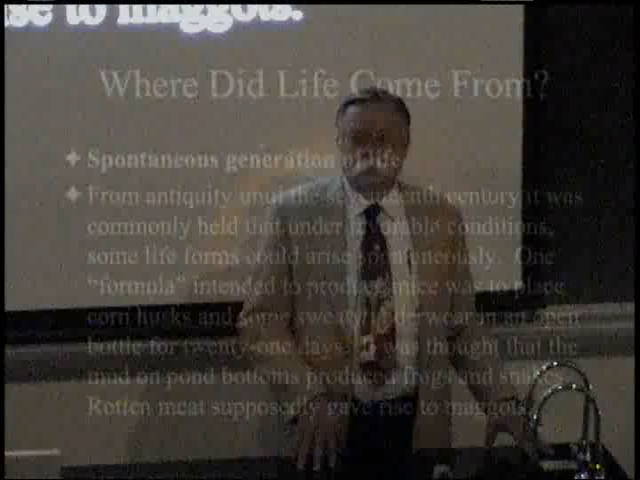 se to maggots.
Where Did Life Come From?
Spontaneous generation of life
From antiquity until the seventeenth century it was
commonly held that under favorable conditions,
some life forms could arise spontaneously. One
"formula" intended to produce mice was to place
corn husks and some sweaty underwear in an open
bottle for twenty-one days. It was thought that the
mud on pond bottoms produced frogs and snakes.
Rotten meat supposedly gave rise to maggots.